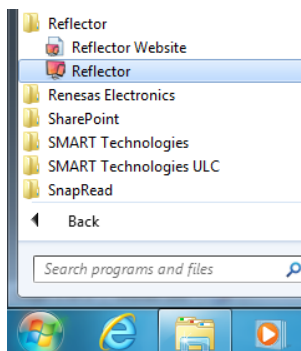 Reflector
Reflector Website
Reflector
Renesas Electronics
SharePoint
SMART Technologies
SMART Technologies ULC
SnapRead
Back
Search programs and files